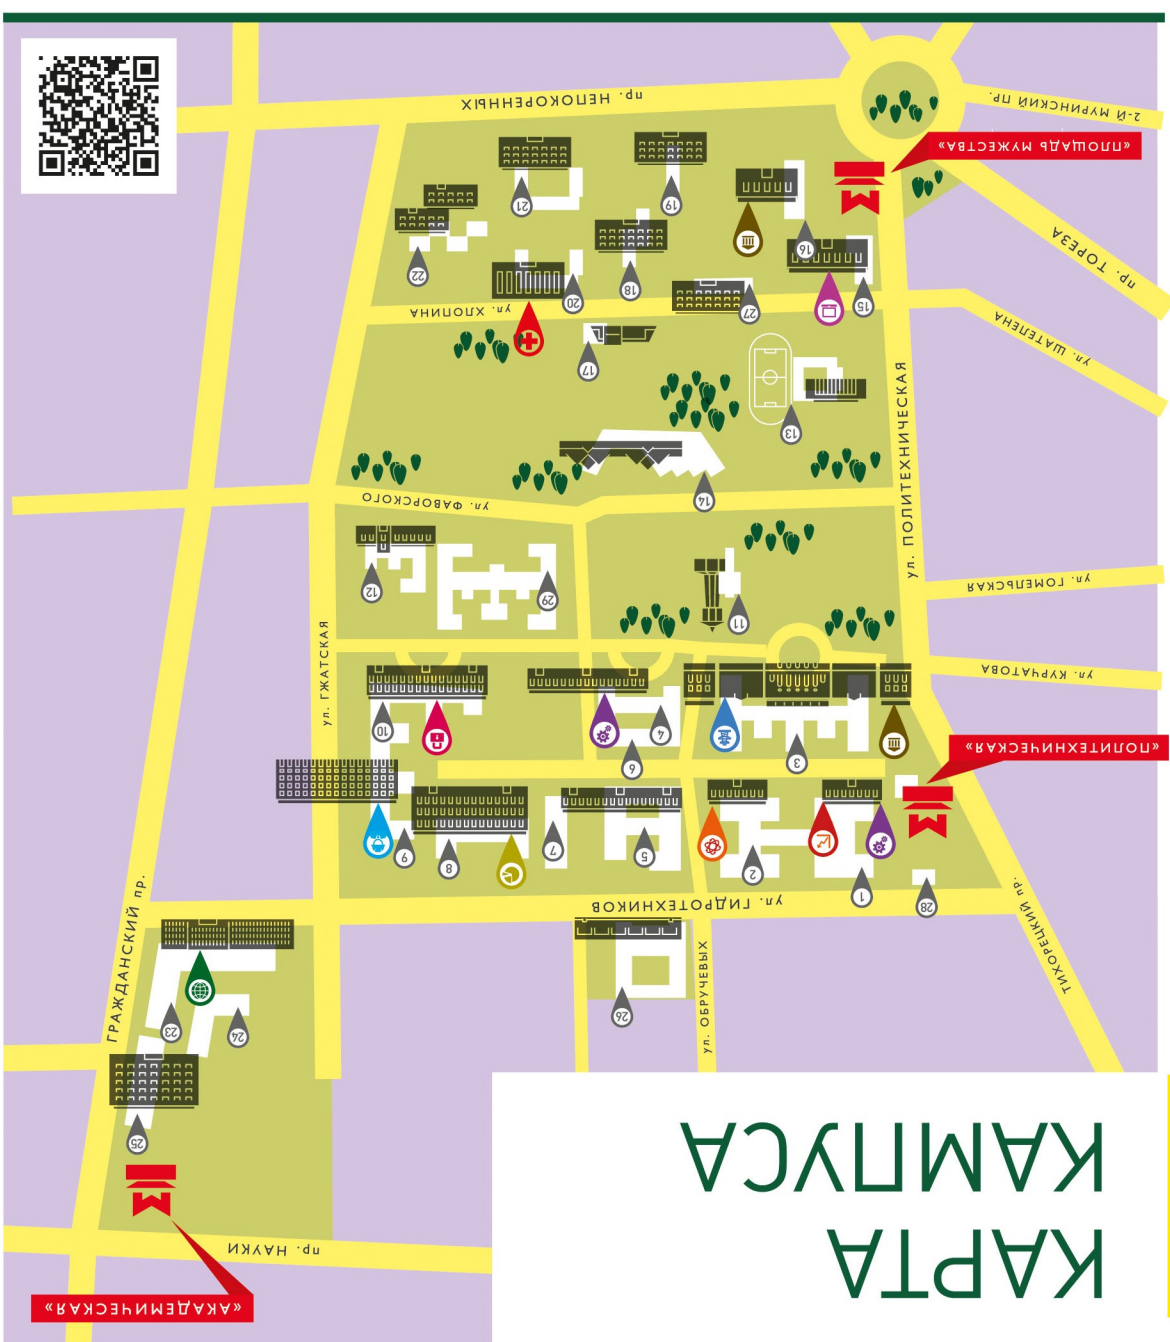 КАРТА
КАМПУСА
«АКАДЕМИЧЕСКАЯ»
пр. НАУКИ
25
24
23
ГРАЖДАНСКИЙ пр.
26
ул. ОБРУЧЕВЫХ
ТИХОРЕЦКИЙ пр.
ул. ГИДРОТЕХНИКОВ
28
1
2
5
7
8
9
«ПОЛИТЕХНИЧЕСКАЯ»
3
6
4
10
ул. ГЖАТСКАЯ
ул. КУРЧАТОВА
ул. ГОМЕЛЬСКАЯ
11
29
12
ул. ПОЛИТЕХНИЧЕСКАЯ
ул. ФАВОРСКОГО
14
13
17
ул. ШАТЕЛЕНА
ул. ХЛОПИНА
15
27
18
20
22
пр. ТОРЕЗА
16
19
21
«ПЛОЩАДЬ МУЖЕСТВА»
2-Й МУРИНСКИЙ ПР.
пр. НЕПОКОРЕННЫХ